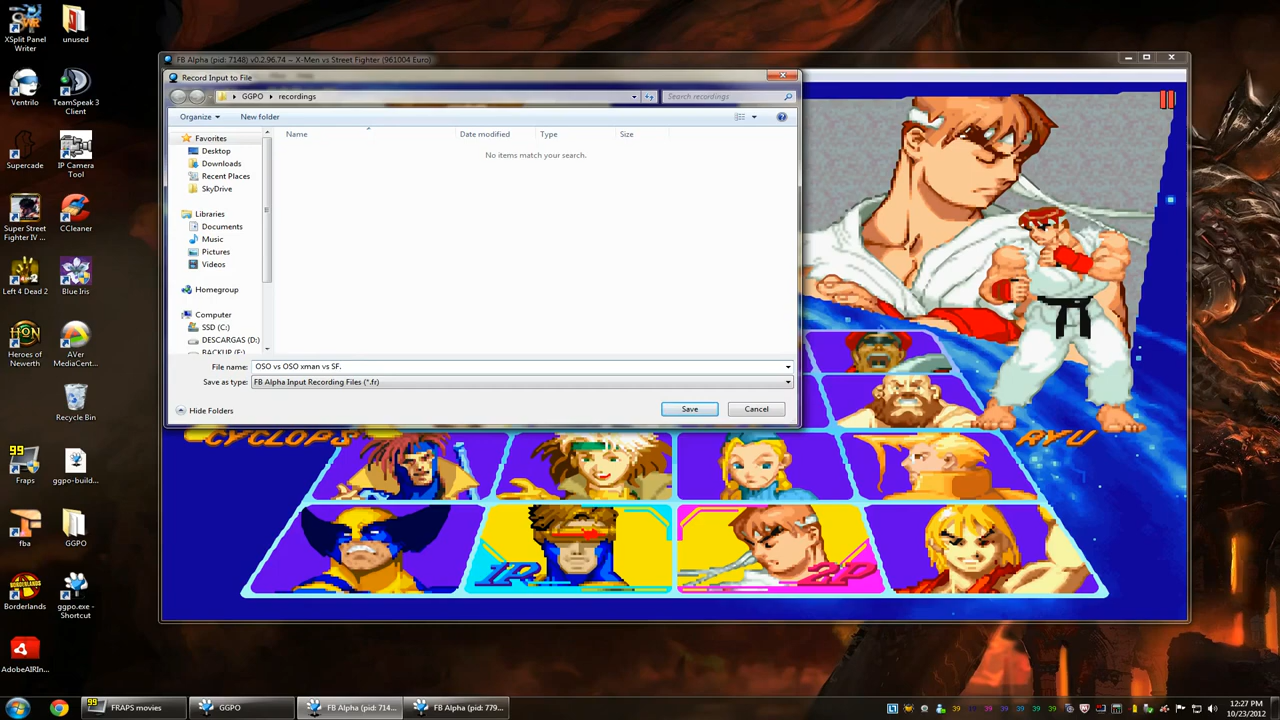 XSplit Panel
Writer
unused
Ventrilo
TeamSpeak 3
Client
Supercade
IP Camera
Tool
Super Street
Fighter IV ...
CCleaner
Left 4 Dead 2
Blue Iris
Heroes of
Newerth
AVer
MediaCent...
Recycle Bin
Fraps
ggpo-build...
fba
GGPO
Borderlands
ggpo.exe -
Shortcut
AdobeAIRIn...
FB Alpha (pid: 7148) v0.2.96.74 - X-Men vs Street Fighter (961004 Euro)
Record Input to File
GGPO recordings
Search recordings
Organize
New folder
Name
Date modified
Type
Size
No items match your search.
Favorites
Desktop
Downloads
Recent Places
SkyDrive
Libraries
Documents
Music
Pictures
Videos
Homegroup
Computer
SSD (C:)
DESCARGAS (D:)
BACKUP (E:)
File name: OSO vs OSO xman vs SF.
Save as type: FB Alpha Input Recording Files (*.fr)
Hide Folders
Save
Cancel
CYCLOPS
RYU
1P
2P
FRAPS movies
GGPO
FB Alpha (pid: 714...
FB Alpha (pid: 779...
12:27 PM
10/23/2012